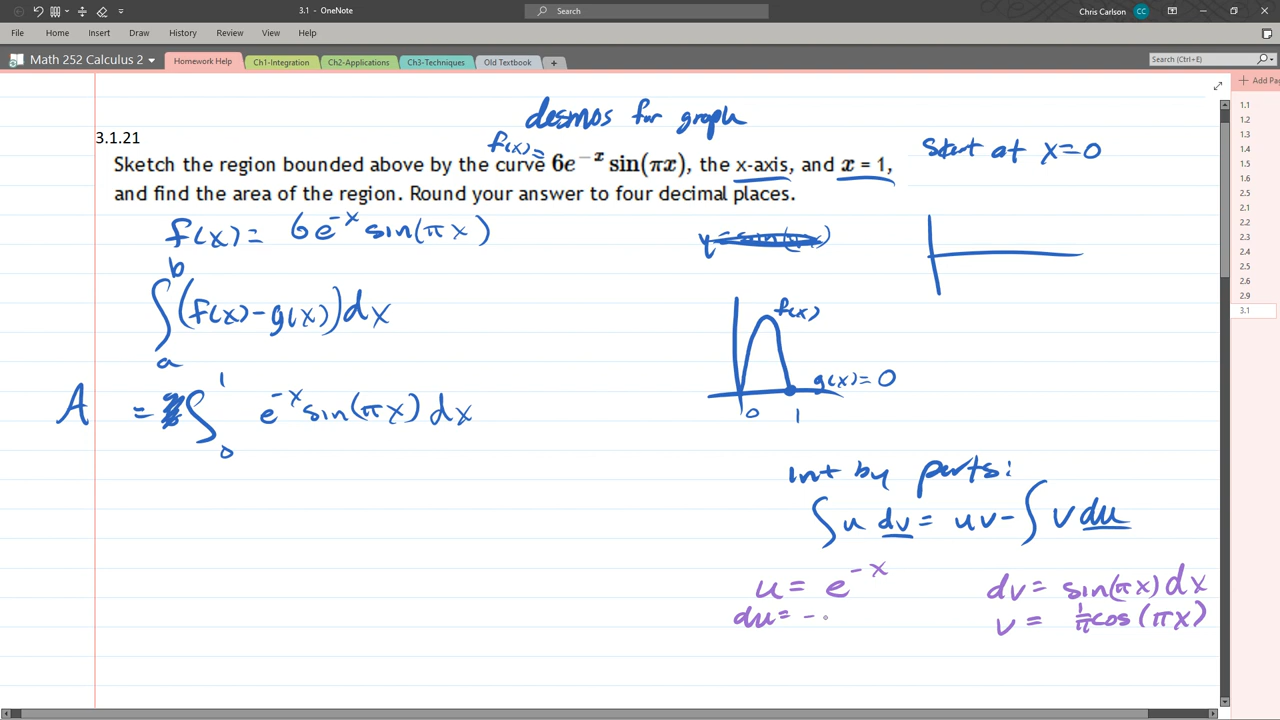 3.1 - OneNote
Search
Chris Carlson
CC
File Home Insert Draw History Review View Help
Math 252 Calculus 2
Homework Help
Ch1-Integration
Ch2-Applications
Ch3-Techniques
Old Textbook
+
Search (Ctrl+E)
Add Pa
desmos for graph
3.1.21
f(x)=
Sketch the region bounded above by the curve 6e^{-x} sin(πx), the x-axis, and x = 1,
and find the area of the region. Round your answer to four decimal places.
start at x=0
f(x)= 6e^{-x} sin(πx)
∫_a^b (f(x)-g(x))dx
f(x)
g(x)=0
0 1
A = ∫_0^1 e^{-x} sin(πx) dx
int by parts:
∫ u dv = uv - ∫ v du
u = e^{-x}
dv = sin(πx)dx
du = -
v = 1/π cos(πx)
1.1
1.2
1.3
1.4
1.5
1.6
2.1
2.2
2.3
2.4
2.5
2.6
2.9
3.1